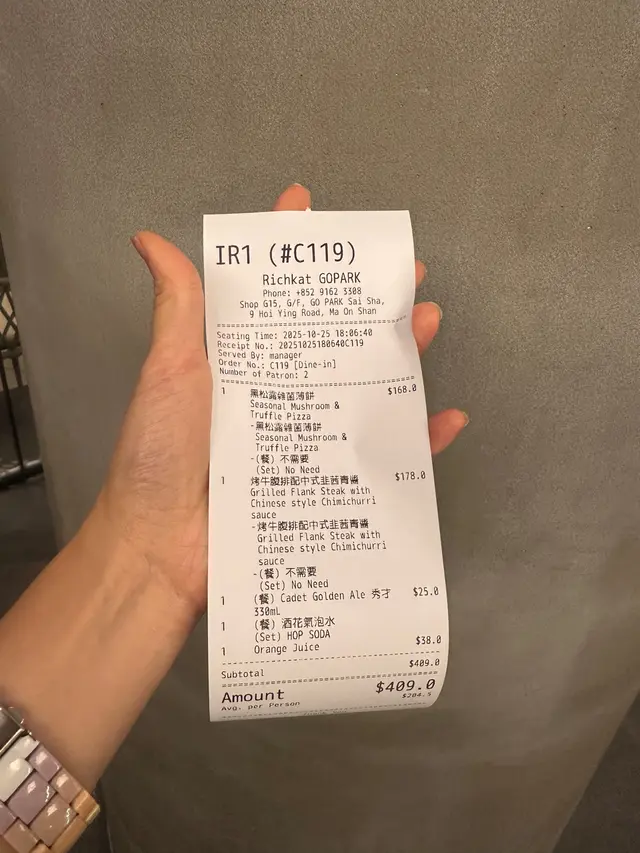 IR1 (#C119)
Richkat GOPARK
Phone: +852 9162 3308
Shop G15, G/F, GO PARK Sai Sha,
9 Hoi Ying Road, Ma On Shan
Seating Time: 2025-10-25 18:06:40
Receipt No.: 20251025180640C119
Served By: manager
Order No.: C119 [Dine-in]
Number of Patron: 2
1 黑松露雜菌薄餅 $168.0
Seasonal Mushroom &
Truffle Pizza
-黑松露雜菌薄餅
Seasonal Mushroom &
Truffle Pizza
-(餐) 不需要
(Set) No Need
1 烤牛腹排配中式韭茜青醬 $178.0
Grilled Flank Steak with
Chinese style Chimichurri
sauce
-烤牛腹排配中式韭茜青醬
Grilled Flank Steak with
Chinese style Chimichurri
sauce
-(餐) 不需要
(Set) No Need
1 (餐) Cadet Golden Ale 秀才 $25.0
330mL
1 (餐) 酒花氣泡水
(Set) HOP SODA
1 Orange Juice $38.0
Subtotal $409.0
Amount $409.0
Avg. per Person $204.5